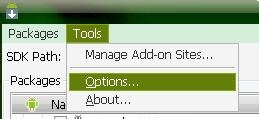 Packages Tools
SDK Path:
Manage Add-on Sites...
Packages
Options...
About...
Na